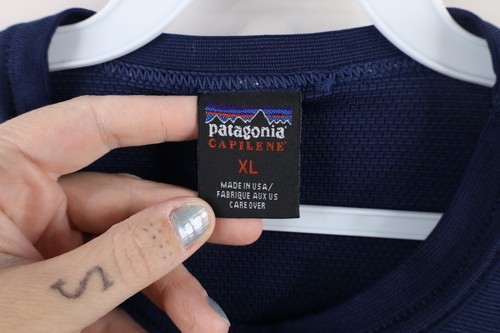 patagonia®
CAPILENE®
XL
MADE IN USA/
FABRIQUE AUX US
CARE OVER
S